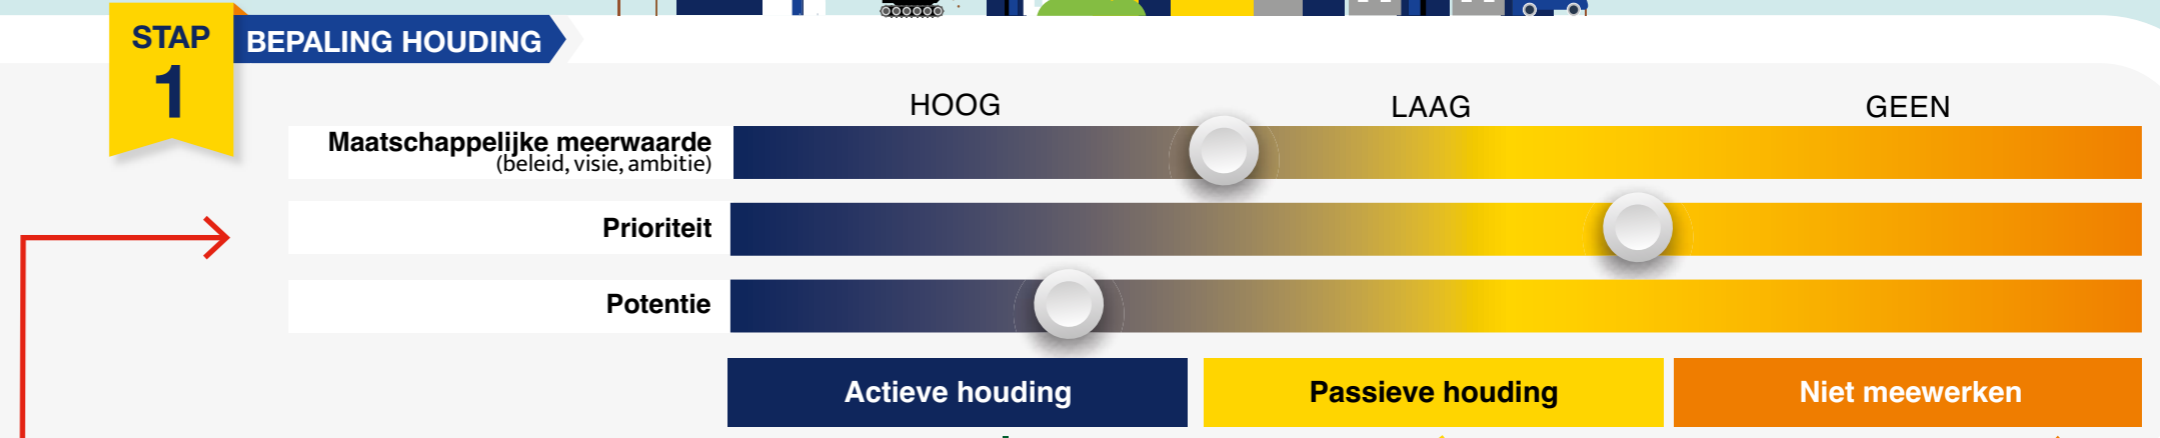 STAP
1
BEPALING HOUDING
HOOG
LAAG
GEEN
Maatschappelijke meerwaarde
(beleid, visie, ambitie)
Prioriteit
Potentie
Actieve houding
Passieve houding
Niet meewerken